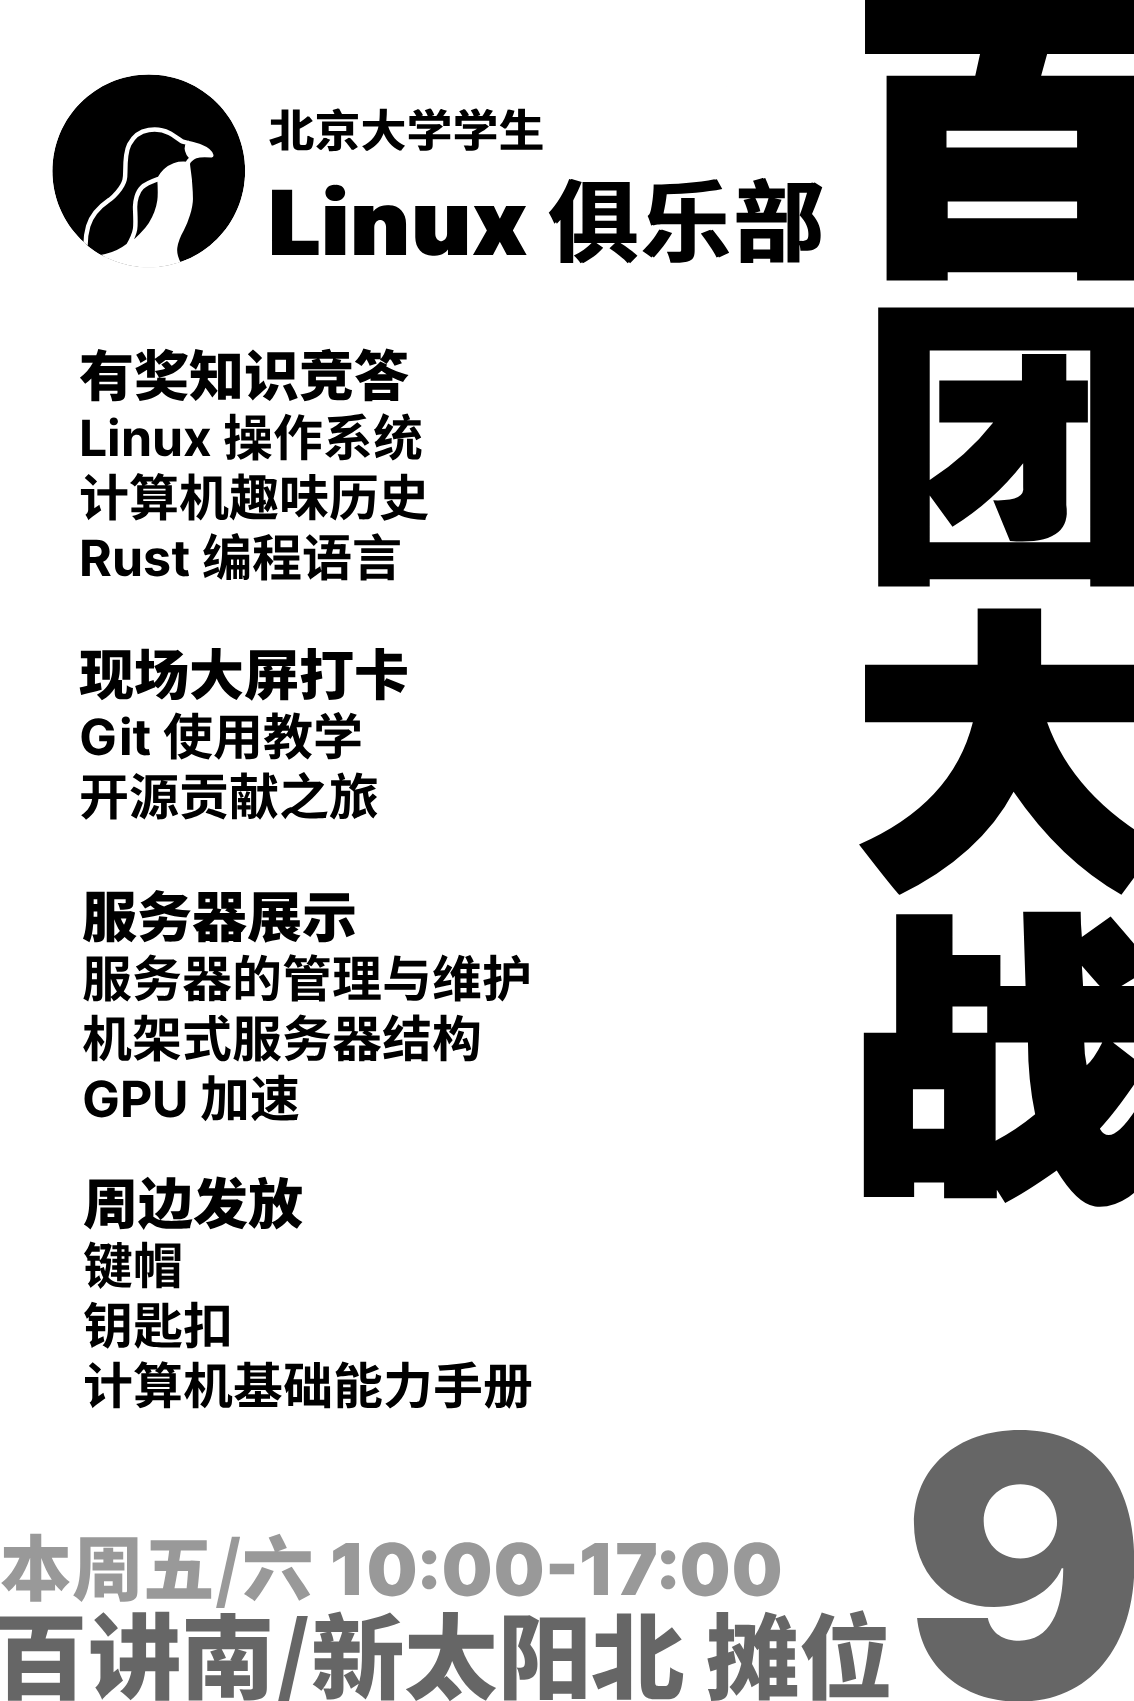 北京大学学生
Linux 俱乐部
百团大战
有奖知识竞答
Linux 操作系统
计算机趣味历史
Rust 编程语言
现场大屏打卡
Git 使用教学
开源贡献之旅
服务器展示
服务器的管理与维护
机架式服务器结构
GPU 加速
周边发放
键帽
钥匙扣
计算机基础能力手册
本周五/六 10:00-17:00
百讲南/新太阳北 摊位
9